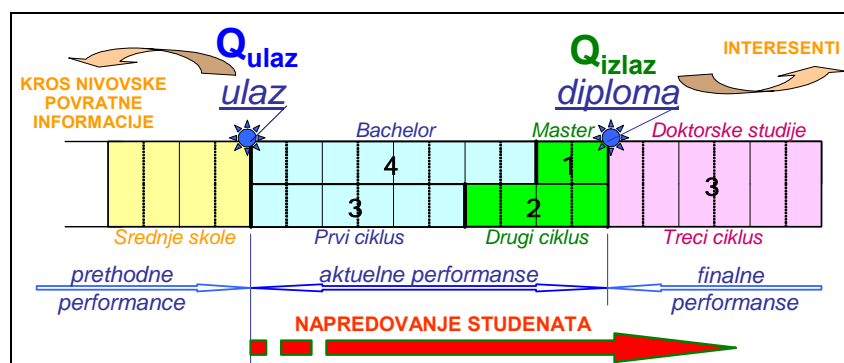 Qulaz
Qizlaz
INTERESENTI
KROS NIVOVSKE
POVRATNE
INFORMACIJE
ulaz
diploma
Bachelor
Master
Doktorske studije
4
1
3
3
2
Srednje skole
Prvi ciklus
Drugi ciklus
Treci ciklus
prethodne
performance
aktuelne performanse
finalne
performanse
NAPREDOVANJE STUDENATA